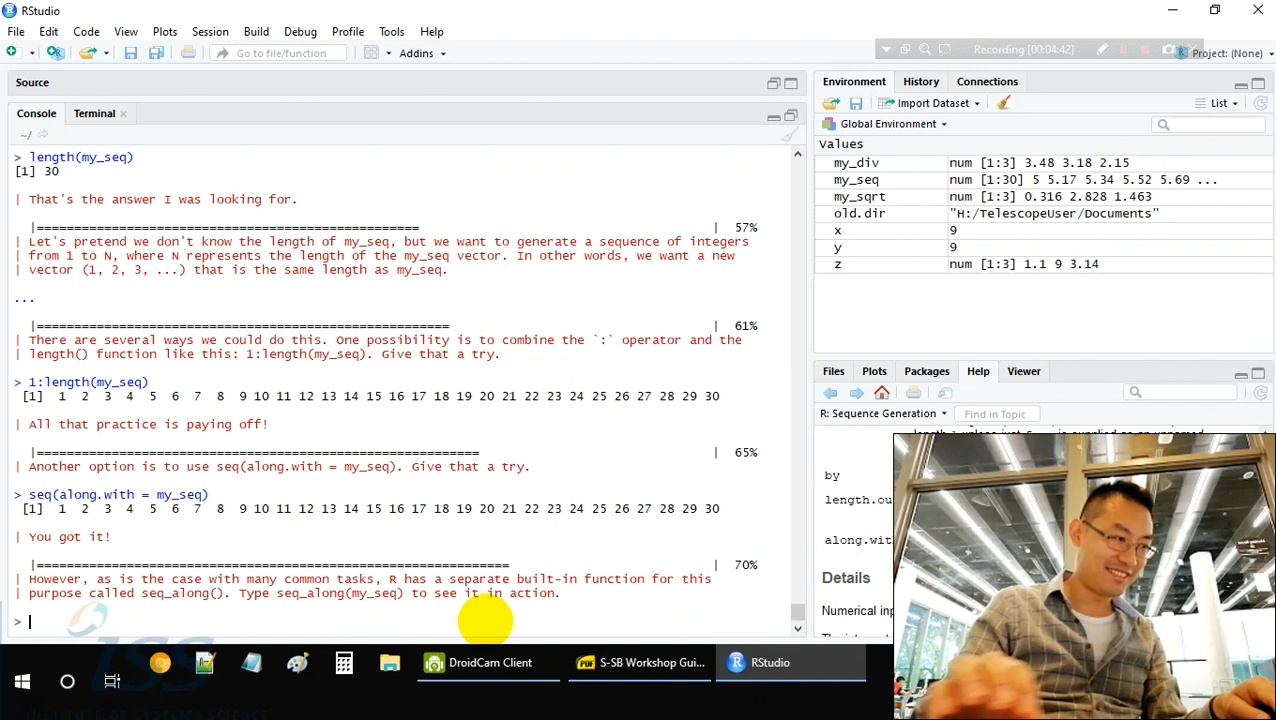 RStudio
File Edit Code View Plots Session Build Debug Profile Tools Help
Go to file/function Addins Recording [00:04:42] Project: (None)
Source
Console Terminal
~/
> length(my_seq)
[1] 30
| That's the answer I was looking for.
|=================================================== | 57%
| Let's pretend we don't know the length of my_seq, but we want to generate a sequence of integers
| from 1 to N, where N represents the length of the my_seq vector. In other words, we want a new
| vector (1, 2, 3, ...) that is the same length as my_seq.
...
|======================================================= | 61%
| There are several ways we could do this. One possibility is to combine the `:` operator and the
| length() function like this: 1:length(my_seq). Give that a try.
> 1:length(my_seq)
[1] 1 2 3 4 5 6 7 8 9 10 11 12 13 14 15 16 17 18 19 20 21 22 23 24 25 26 27 28 29 30
| All that practice is paying off!
|=========================================================== | 65%
| Another option is to use seq(along.with = my_seq). Give that a try.
> seq(along.with = my_seq)
[1] 1 2 3 4 5 6 7 8 9 10 11 12 13 14 15 16 17 18 19 20 21 22 23 24 25 26 27 28 29 30
| You got it!
|=============================================================== | 70%
| However, as is the case with many common tasks, R has a separate built-in function for this
| purpose called seq_along(). Type seq_along(my_seq) to see it in action.
>
Environment History Connections
Import Dataset List
Global Environment
Values
my_div num [1:3] 3.48 3.18 2.15
my_seq num [1:30] 5 5.17 5.34 5.52 5.69 ...
my_sqrt num [1:3] 0.316 2.828 1.463
old.dir "H:/TelescopeUser/Documents"
x 9
y 9
z num [1:3] 1.1 9 3.14
Files Plots Packages Help Viewer
R: Sequence Generation Find in Topic
by
length.ou
along.wit
Details
Numerical inp
DroidCam Client S-SB Workshop Gui... RStudio
ISS